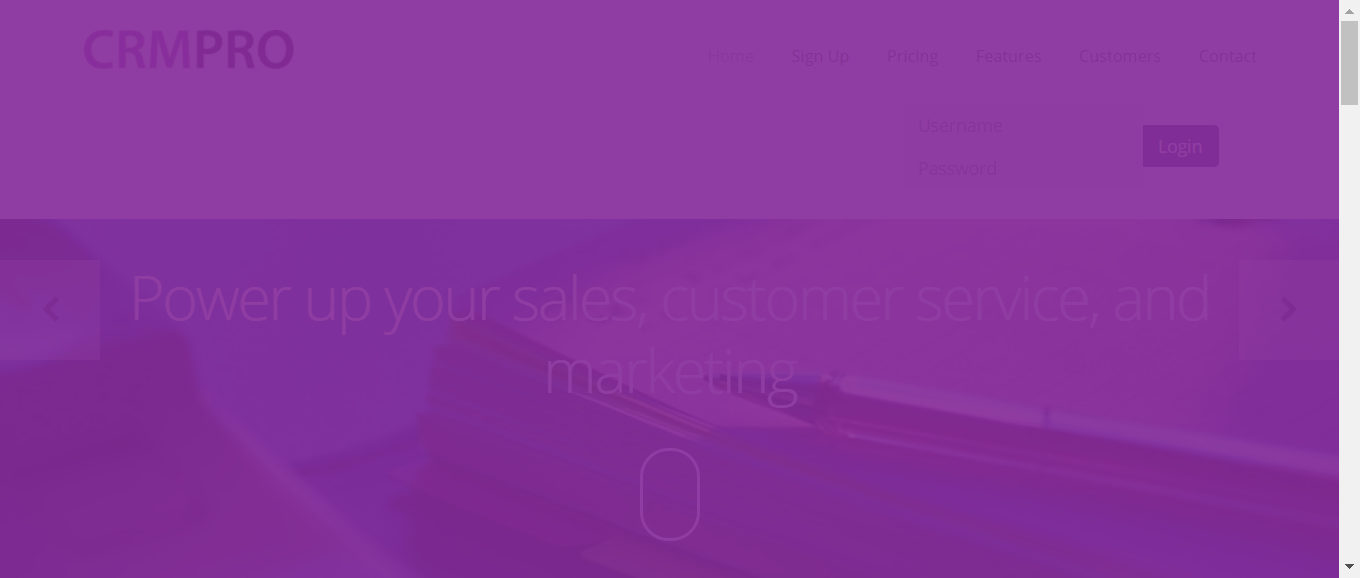 CRMPRO
Home Sign Up Pricing Features Customers Contact
Username
Login
Password
Power up your sales, customer service, and
marketing